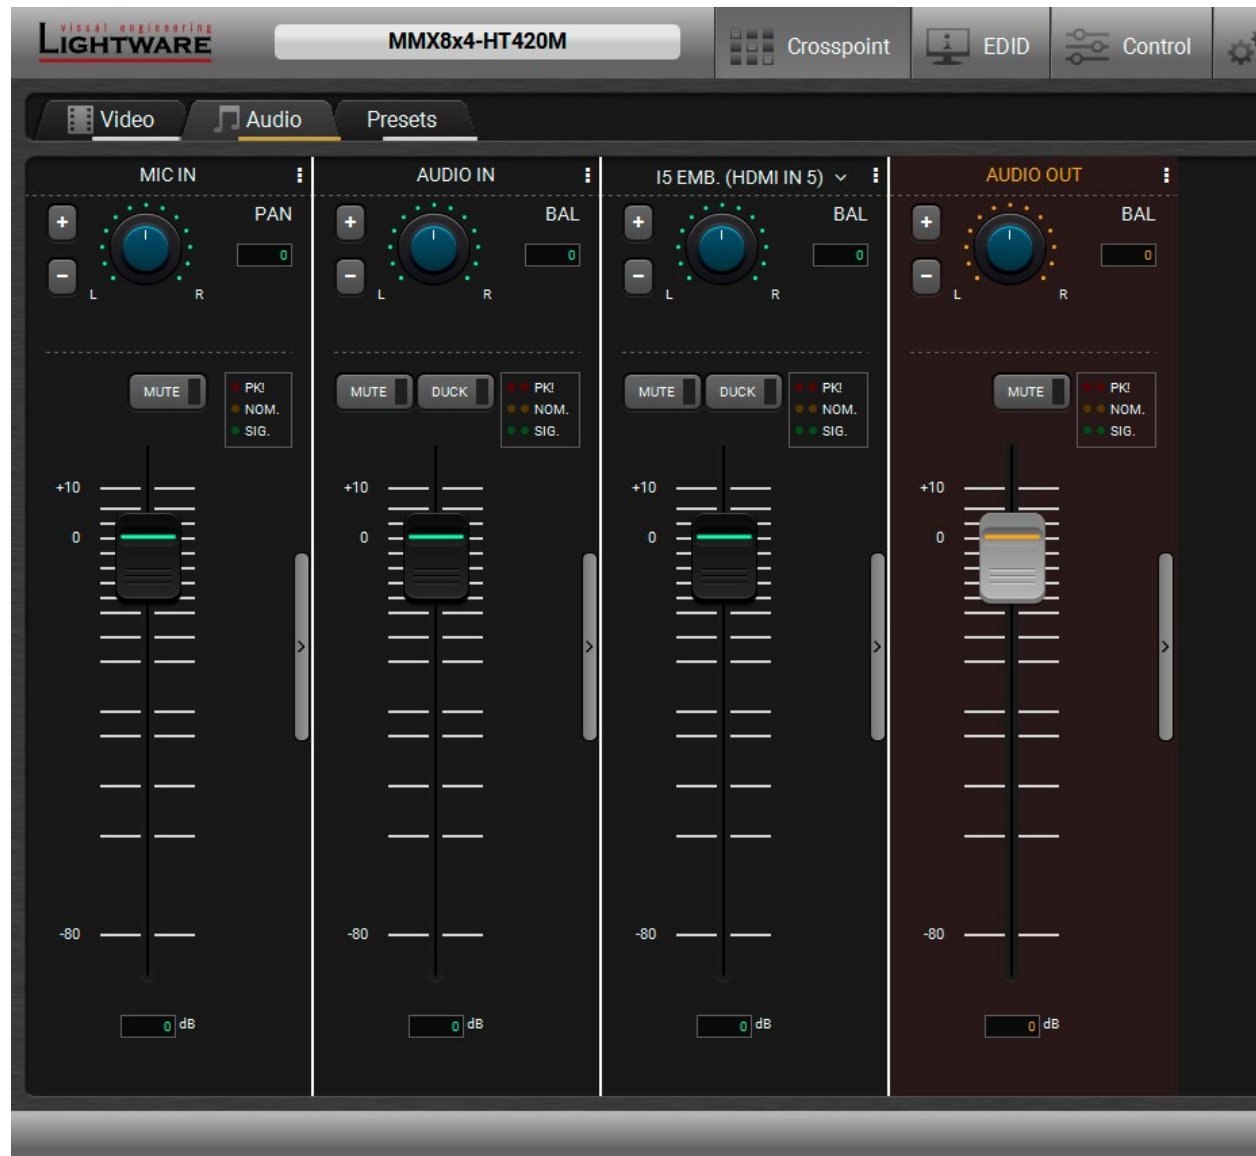 visual engineering
LIGHTWARE
MMX8x4-HT420M
Crosspoint
EDID
Control
Video
Audio
Presets
MIC IN
AUDIO IN
I5 EMB. (HDMI IN 5)
AUDIO OUT
+ PAN
0
-
L R
+ BAL
0
-
L R
+ BAL
0
-
L R
+ BAL
0
-
L R
MUTE
PK!
NOM.
SIG.
MUTE DUCK
PK!
NOM.
SIG.
MUTE DUCK
PK!
NOM.
SIG.
MUTE
PK!
NOM.
SIG.
+10 +10 +10 +10
0 0 0 0
> > > >
-80 -80 -80 -80
0 dB 0 dB 0 dB 0 dB